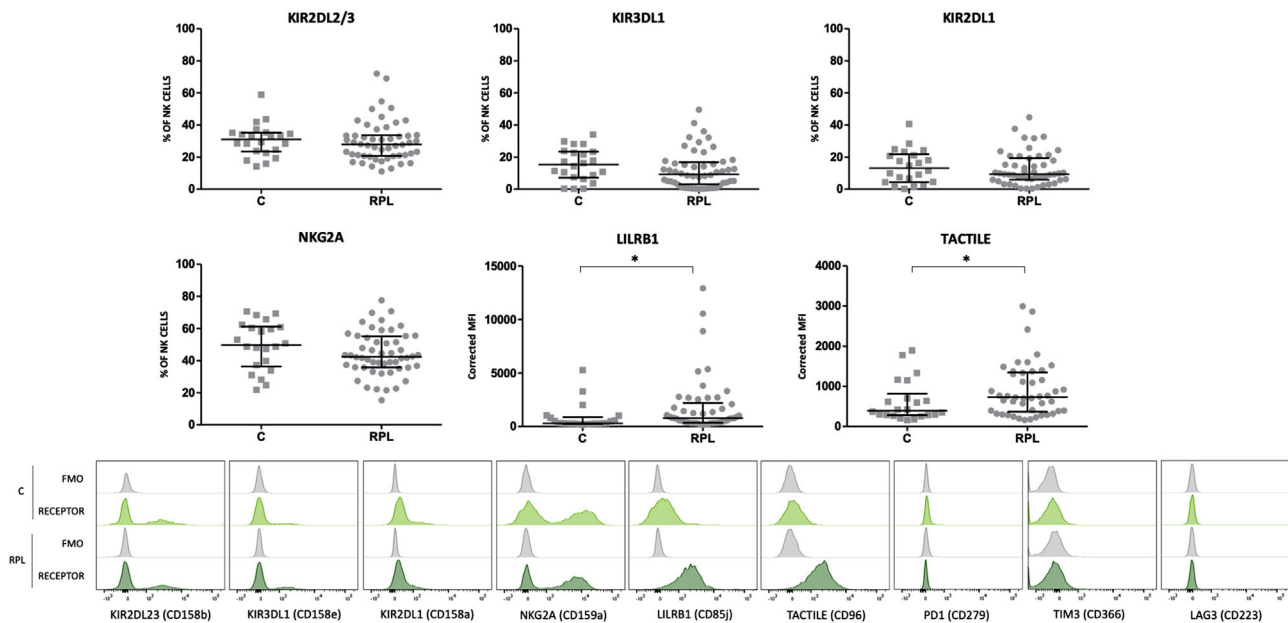 KIR2DL2/3
KIR3DL1
KIR2DL1
% OF NK CELLS
100
80
60
40
20
0
C
RPL
% OF NK CELLS
100
80
60
40
20
0
C
RPL
% OF NK CELLS
100
80
60
40
20
0
C
RPL
NKG2A
LILRB1
TACTILE
% OF NK CELLS
100
80
60
40
20
0
C
RPL
*
Corrected MFI
15000
10000
5000
0
C
RPL
*
Corrected MFI
4000
3000
2000
1000
0
C
RPL
C
FMO
RECEPTOR
RPL
FMO
RECEPTOR
KIR2DL23 (CD158b)
KIR3DL1 (CD158e)
KIR2DL1 (CD158a)
NKG2A (CD159a)
LILRB1 (CD85j)
TACTILE (CD96)
PD1 (CD279)
TIM3 (CD366)
LAG3 (CD223)